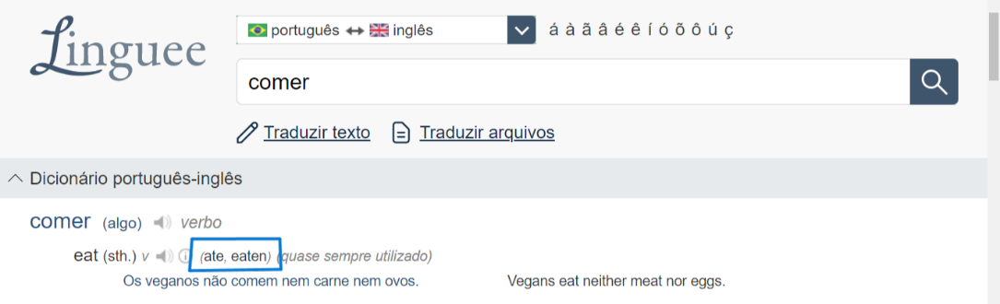 Linguee
português ↔ inglês
á à ã â é ê í ó õ ô ú ç
comer
Traduzir texto
Traduzir arquivos
Dicionário português-inglês
comer (algo) verbo
eat (sth.) v (ate, eaten) (quase sempre utilizado)
Os veganos não comem nem carne nem ovos.
Vegans eat neither meat nor eggs.